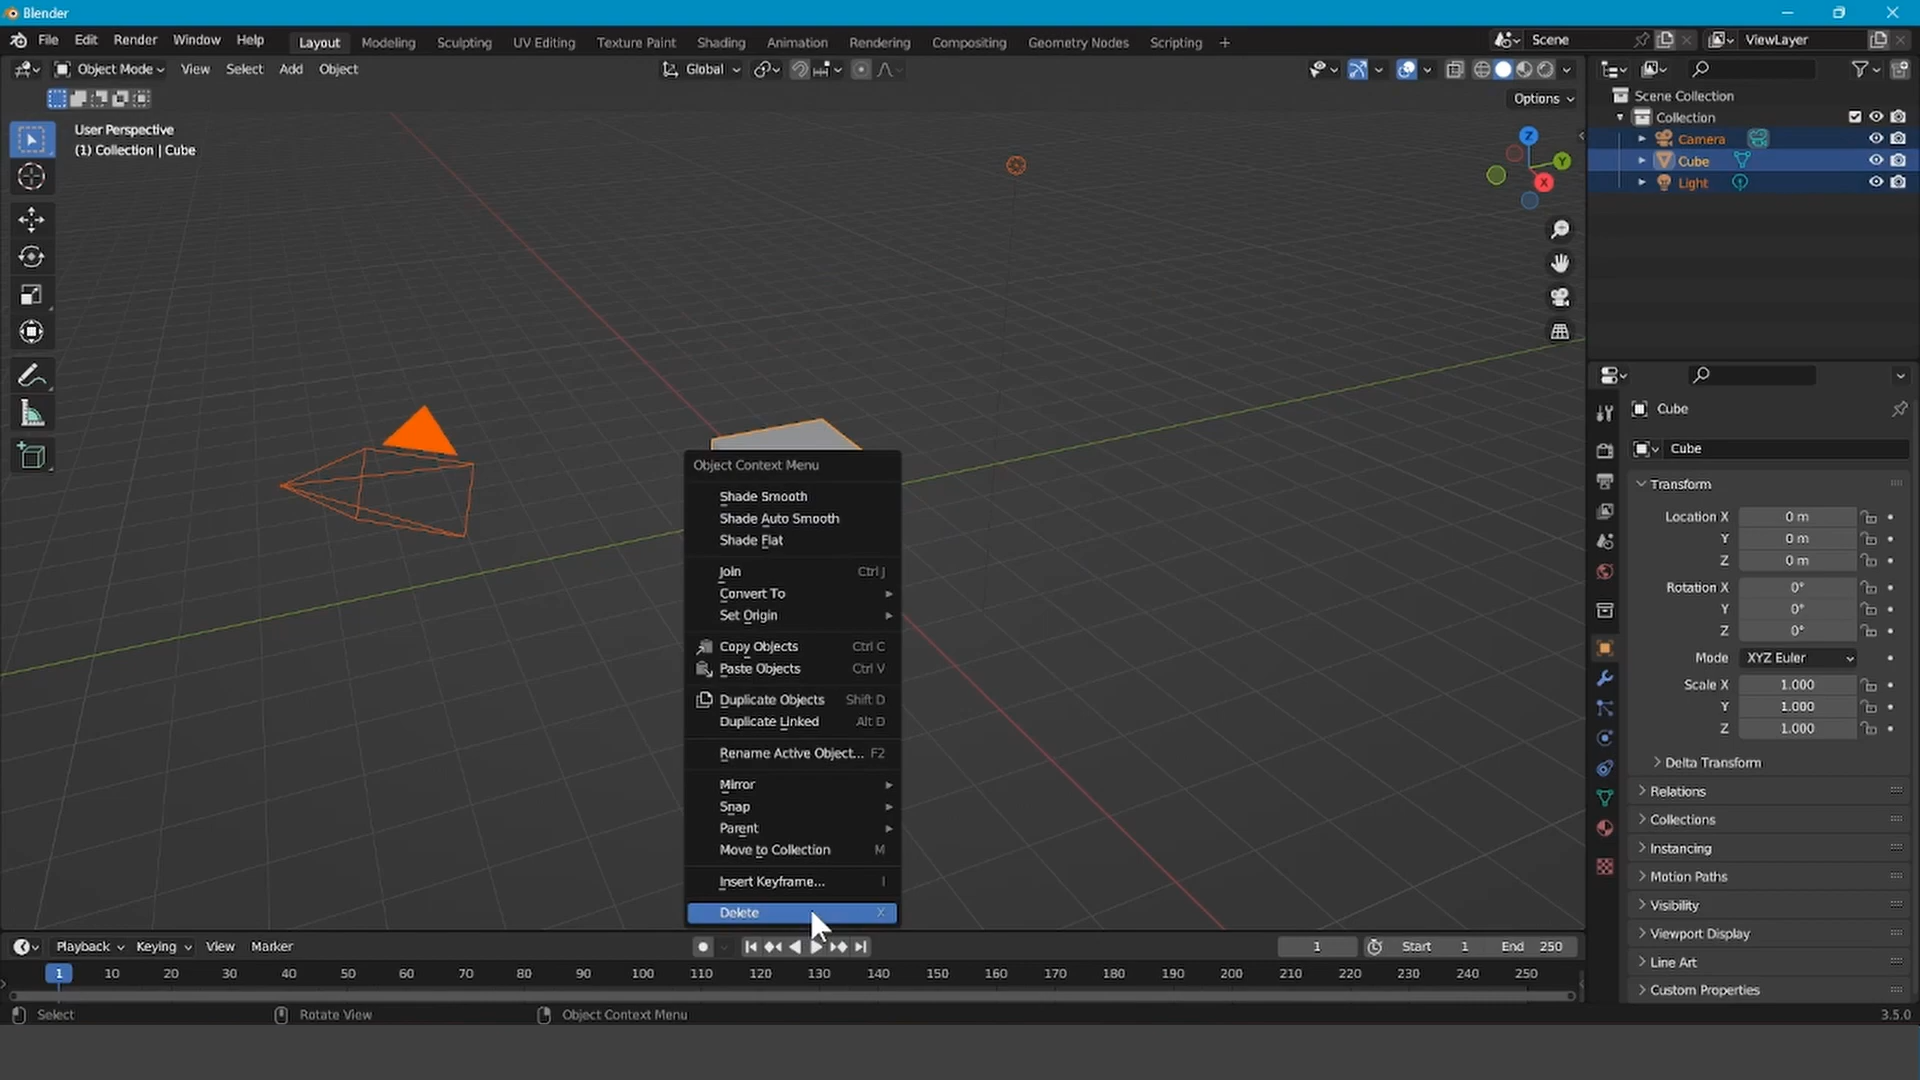 Blender
File Edit Render Window Help Layout Modeling Sculpting UV Editing Texture Paint Shading Animation Rendering Compositing Geometry Nodes Scripting + Scene ViewLayer
Object Mode View Select Add Object Global
Options
User Perspective
(1) Collection | Cube
Z
Y
X
Scene Collection
Collection
Camera
Cube
Light
Object Context Menu
Shade Smooth
Shade Auto Smooth
Shade Flat
Join Ctrl J
Convert To
Set Origin
Copy Objects Ctrl C
Paste Objects Ctrl V
Duplicate Objects Shift D
Duplicate Linked Alt D
Rename Active Object... F2
Mirror
Snap
Parent
Move to Collection M
Insert Keyframe... I
Delete X
Cube
Cube
Transform
Location X 0 m
Y 0 m
Z 0 m
Rotation X 0°
Y 0°
Z 0°
Mode XYZ Euler
Scale X 1.000
Y 1.000
Z 1.000
Delta Transform
Relations
Collections
Instancing
Motion Paths
Visibility
Viewport Display
Line Art
Custom Properties
Playback Keying View Marker 1 Start 1 End 250
1 10 20 30 40 50 60 70 80 90 100 110 120 130 140 150 160 170 180 190 200 210 220 230 240 250
Select Rotate View Object Context Menu 3.5.0